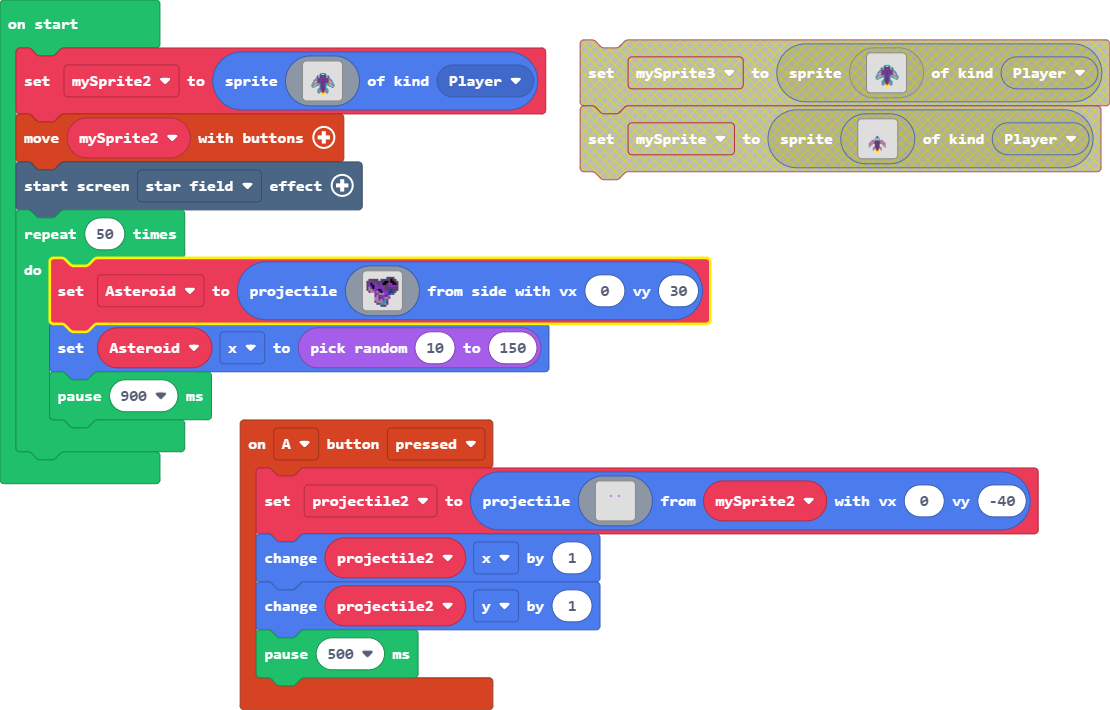 on start
set mySprite2 to sprite of kind Player
move mySprite2 with buttons
start screen star field effect
repeat 50 times
do
set Asteroid to projectile from side with vx 0 vy 30
set Asteroid x to pick random 10 to 150
pause 900 ms
set mySprite3 to sprite of kind Player
set mySprite to sprite of kind Player
on A button pressed
set projectile2 to projectile from mySprite2 with vx 0 vy -40
change projectile2 x by 1
change projectile2 y by 1
pause 500 ms